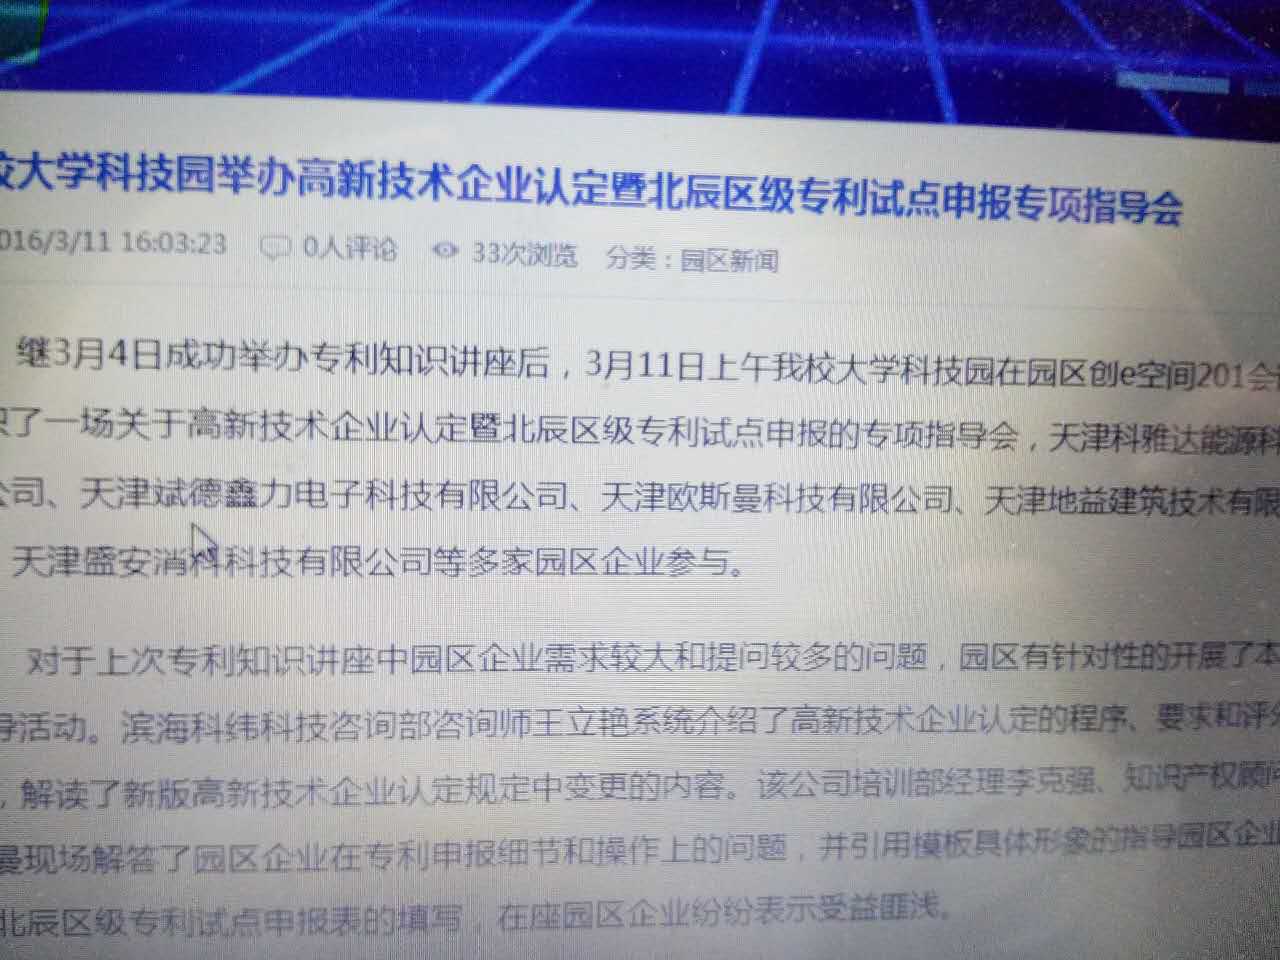 校大学科技园举办高新技术企业认定暨北辰区级专利试点申报专项指导会
016/3/11 16:03:23 0人评论 33次浏览 分类：园区新闻
继3月4日成功举办专利知识讲座后，3月11日上午我校大学科技园在园区创e空间201会
织了一场关于高新技术企业认定暨北辰区级专利试点申报的专项指导会，天津科雅达能源科
公司、天津斌德鑫力电子科技有限公司、天津欧斯曼科技有限公司、天津地益建筑技术有限
天津盛安消科科技有限公司等多家园区企业参与。
对于上次专利知识讲座中园区企业需求较大和提问较多的问题，园区有针对性的开展了本
导活动。滨海科纬科技咨询部咨询师王立艳系统介绍了高新技术企业认定的程序、要求和评分
，解读了新版高新技术企业认定规定中变更的内容。该公司培训部经理李克强、知识产权顾问
曼现场解答了园区企业在专利申报细节和操作上的问题，并引用模板具体形象的指导园区企业
北辰区级专利试点申报表的填写，在座园区企业纷纷表示受益匪浅。